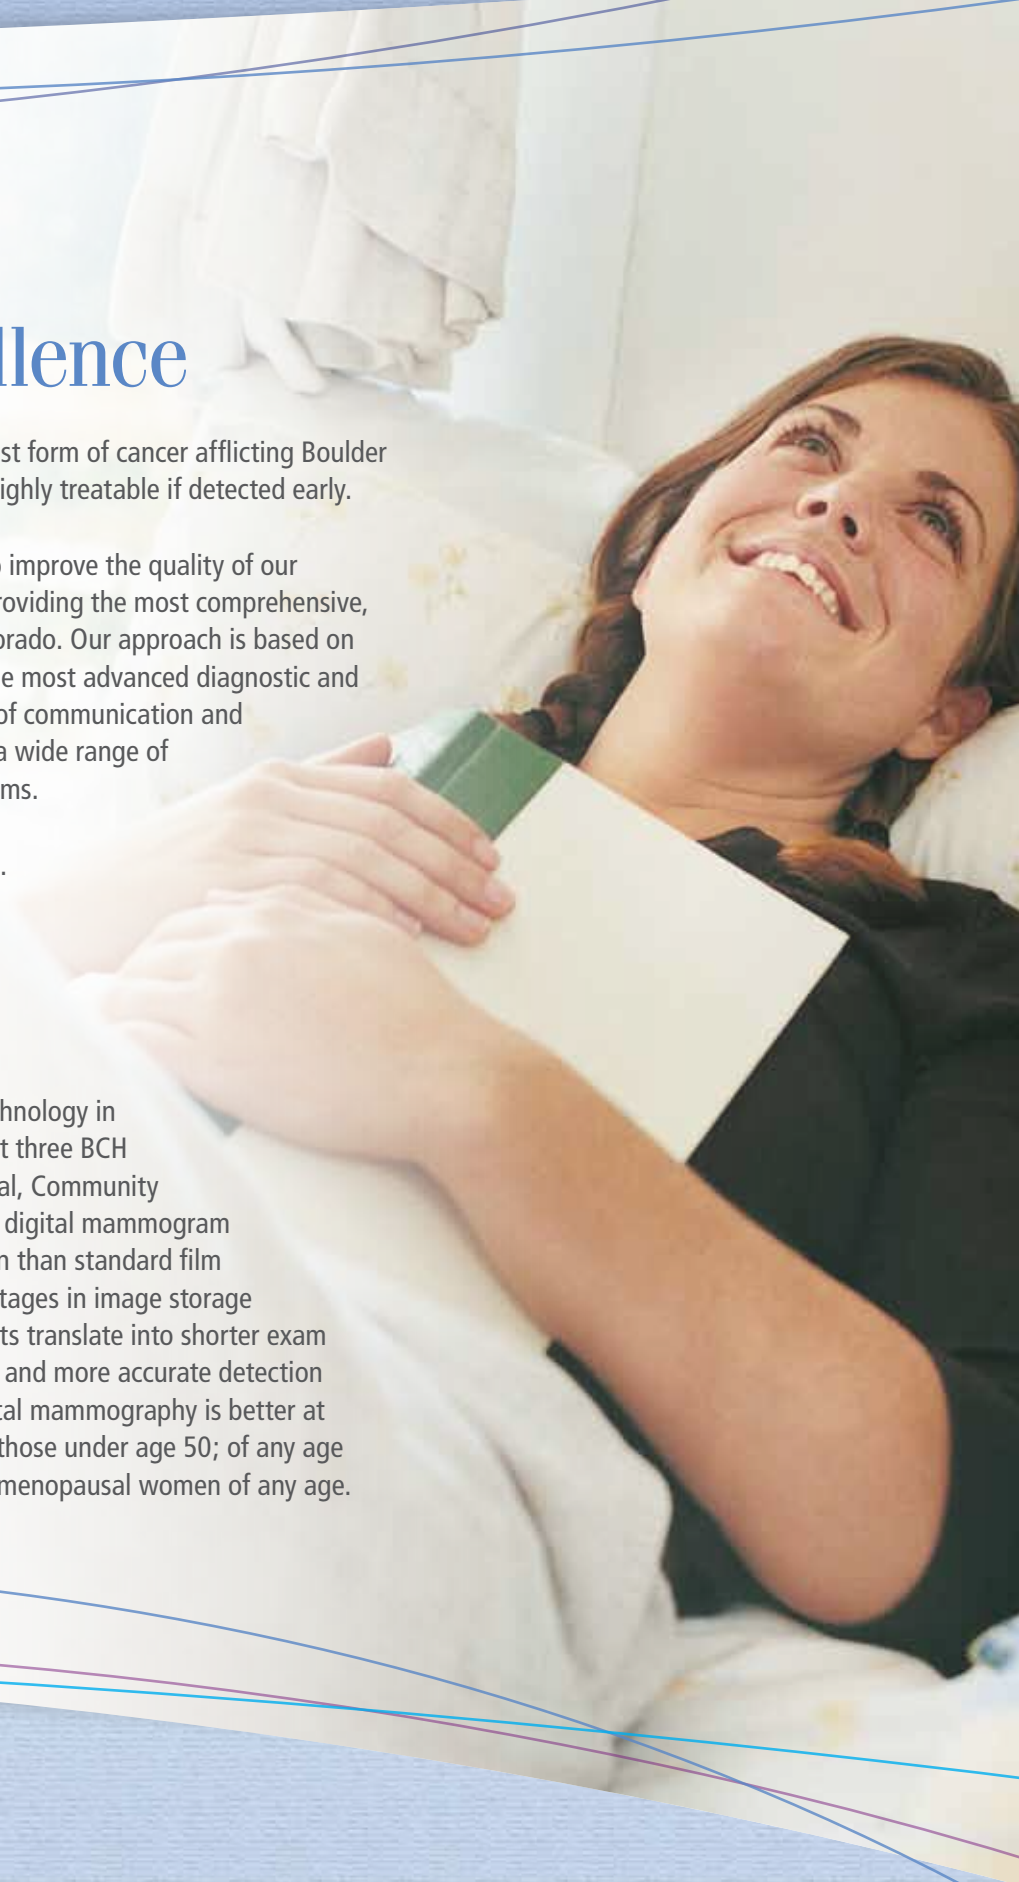 llence
st form of cancer afflicting Boulder
ighly treatable if detected early.
improve the quality of our
roviding the most comprehensive,
orado. Our approach is based on
e most advanced diagnostic and
of communication and
a wide range of
ms.
.
hnology in
t three BCH
al, Community
digital mammogram
n than standard film
tages in image storage
ts translate into shorter exam
and more accurate detection
tal mammography is better at
those under age 50; of any age
menopausal women of any age.